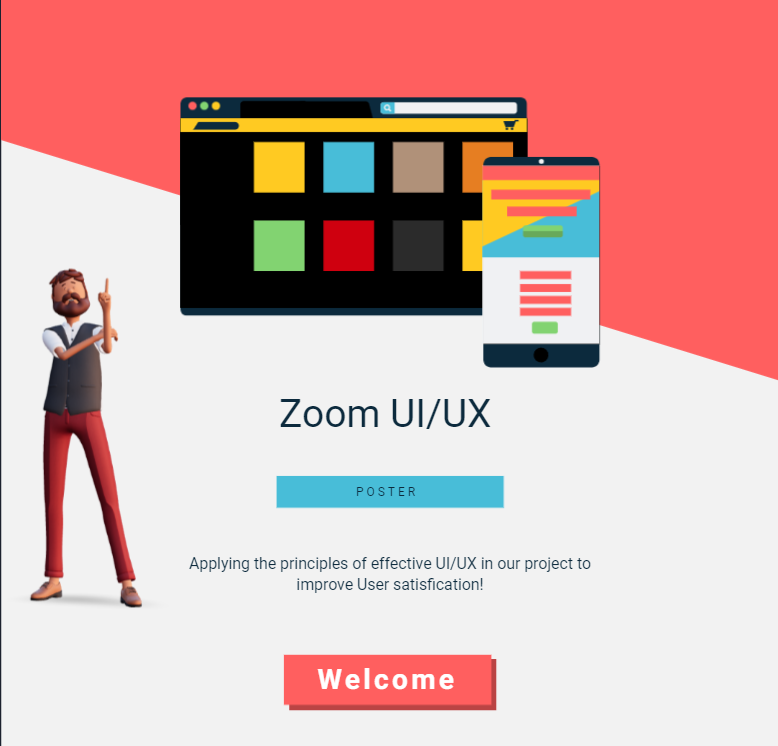 Zoom UI/UX
POSTER
Applying the principles of effective UI/UX in our project to
improve User satisfication!
Welcome